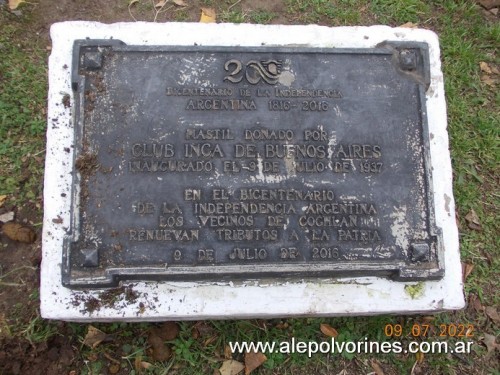 200
BICENTENARIO DE LA INDEPENDENCIA
ARGENTINA 1816-2016
MASTIL DONADO POR
CLUB INCA DE BUENOS AIRES
INAUGURADO EL 9 DE JULIO DE 1937
EN EL BICENTENARIO
DE LA INDEPENDENCIA ARGENTINA
LOS VECINOS DE COGHLAN
RENUEVAN TRIBUTOS A LA PATRIA
9 DE JULIO DE 2016
09.07.2022
www.alepolvorines.com.ar